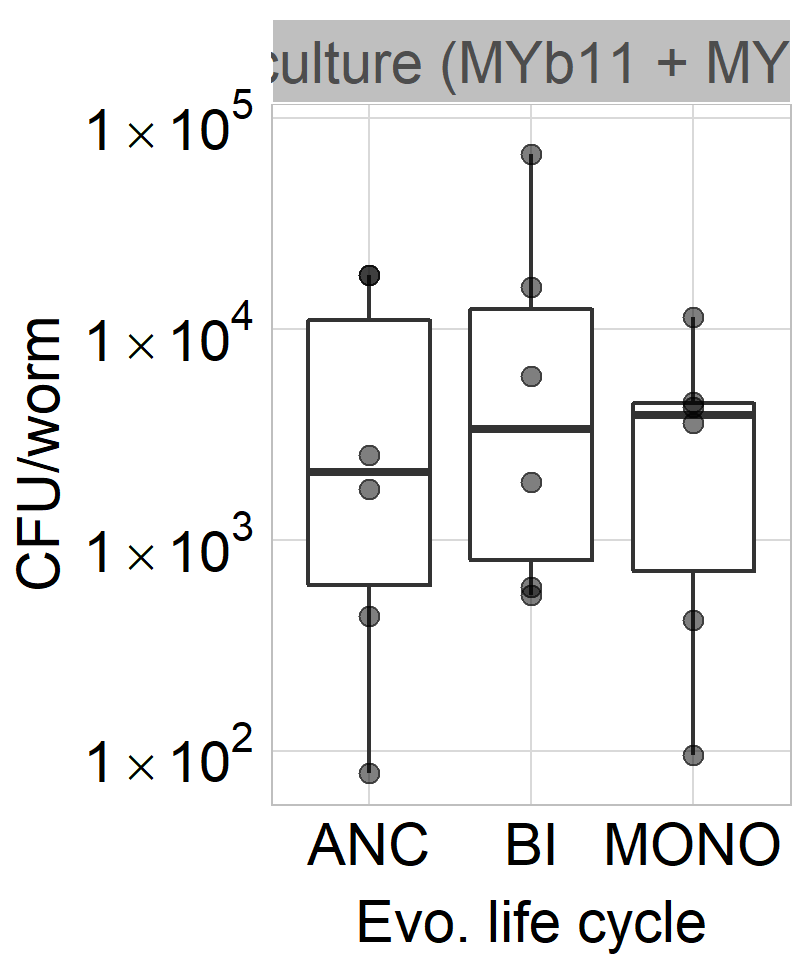 culture (MYb11 + MY
1 × 10^5
1 × 10^4
1 × 10^3
1 × 10^2
CFU/worm
ANC BI MONO
Evo. life cycle